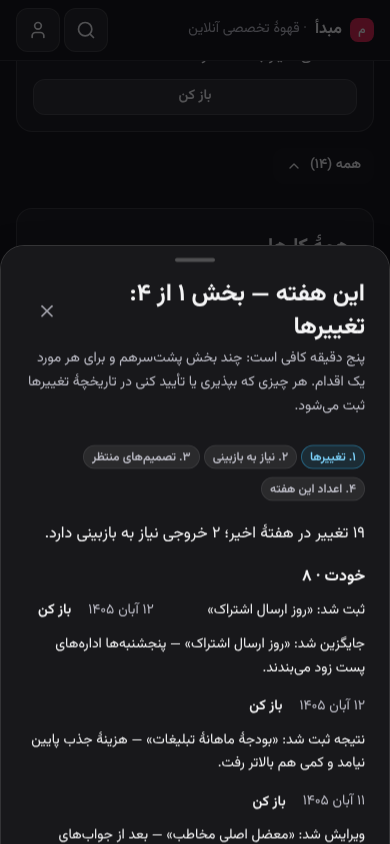 م مبدأ · قهوهٔ تخصصی آنلاین
باز کن
همه (۱۴)
این هفته — بخش ۱ از ۴:
تغییرها
پنج دقیقه کافی است: چند بخش پشت‌سرهم و برای هر مورد
یک اقدام. هر چیزی که بپذیری یا تأیید کنی در تاریخچهٔ تغییرها
ثبت می‌شود.
۱. تغییرها ۲. نیاز به بازبینی ۳. تصمیم‌های منتظر
۴. اعداد این هفته
۱۹ تغییر در هفتهٔ اخیر؛ ۲ خروجی نیاز به بازبینی دارد.
خودت · ۸
ثبت شد: «روز ارسال اشتراک» ۱۲ آبان ۱۴۰۵ باز کن
جایگزین شد: «روز ارسال اشتراک» — پنجشنبه‌ها اداره‌های
پست زود می‌بندند.
۱۲ آبان ۱۴۰۵ باز کن
نتیجه ثبت شد: «بودجهٔ ماهانهٔ تبلیغات» — هزینهٔ جذب پایین
نیامد و کمی هم بالاتر رفت.
۱۱ آبان ۱۴۰۵ باز کن
ویرایش شد: «معضل اصلی مخاطب» — بعد از جواب‌های